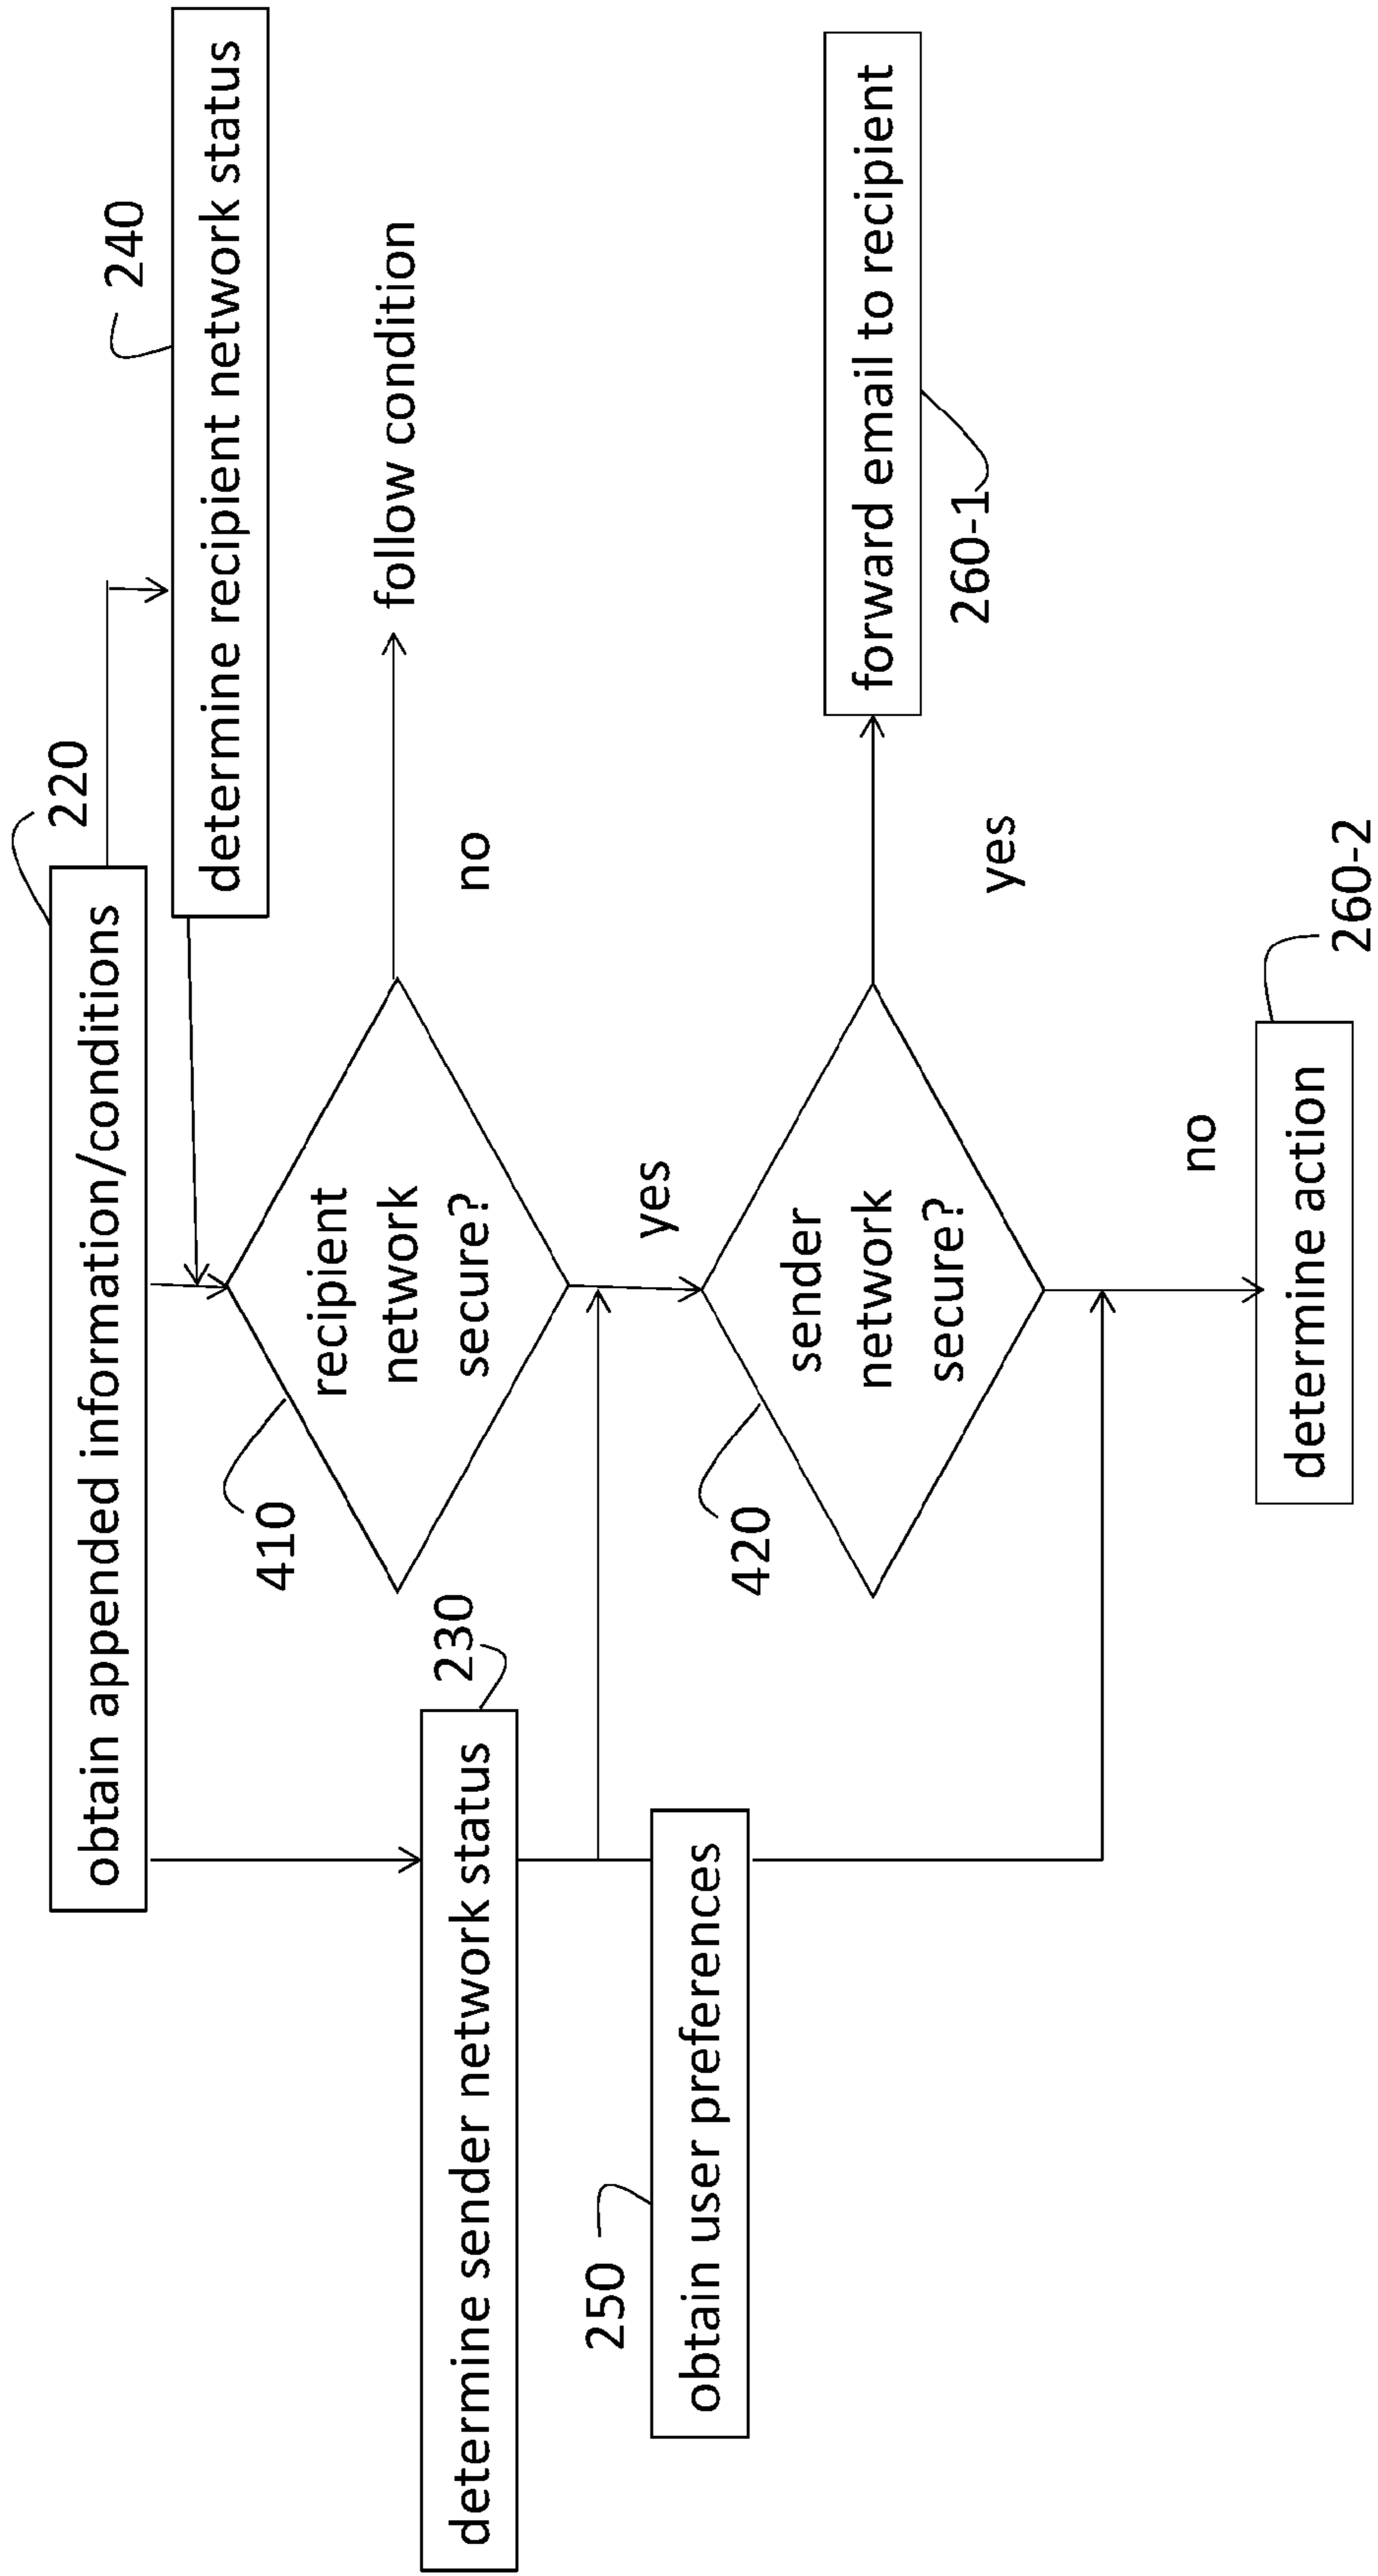 220
obtain appended information/conditions
240
determine recipient network status
410
recipient
network
secure?
no
follow condition
230
determine sender network status
yes
250
obtain user preferences
420
sender
network
secure?
yes
forward email to recipient
260-1
no
260-2
determine action